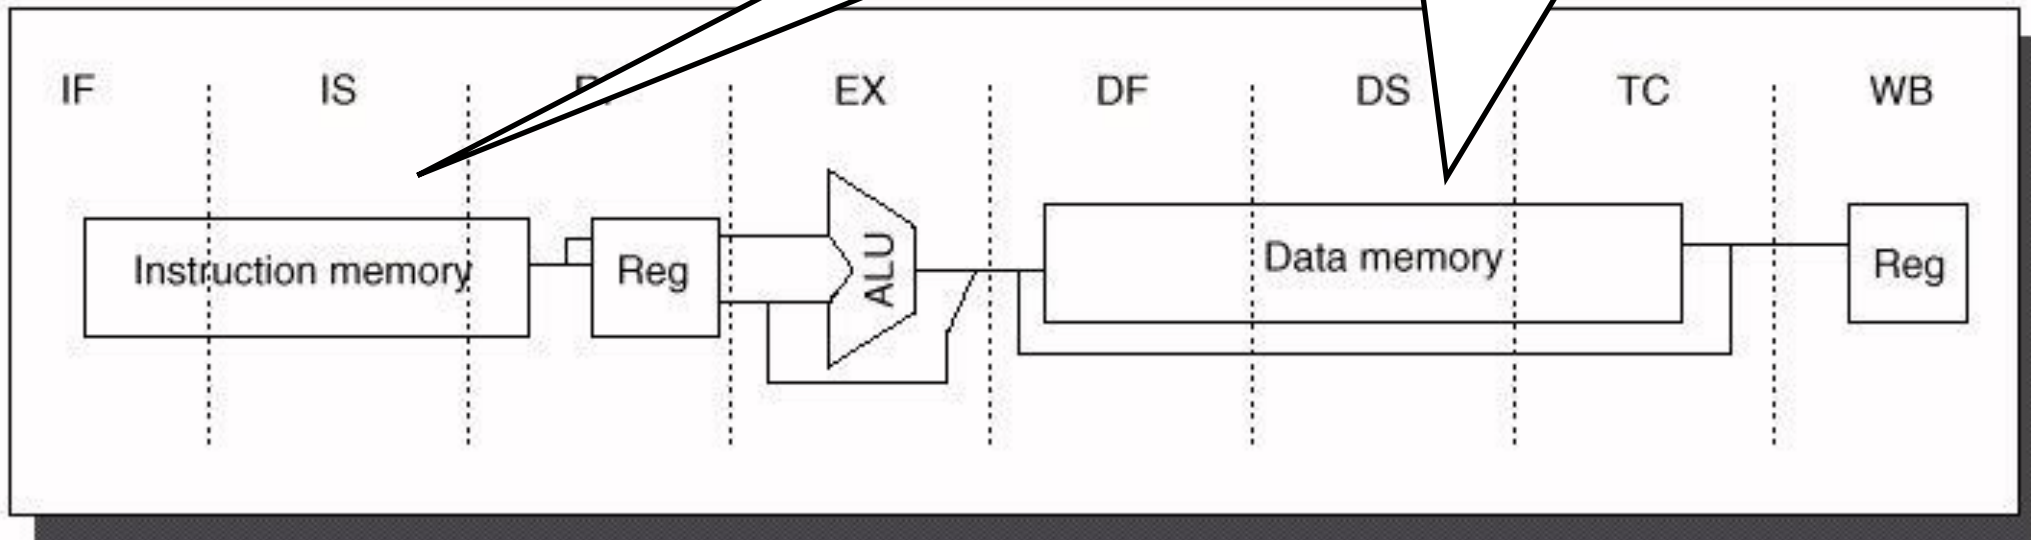 IF IS EX DF DS TC WB
Instruction memory Reg ALU Data memory Reg